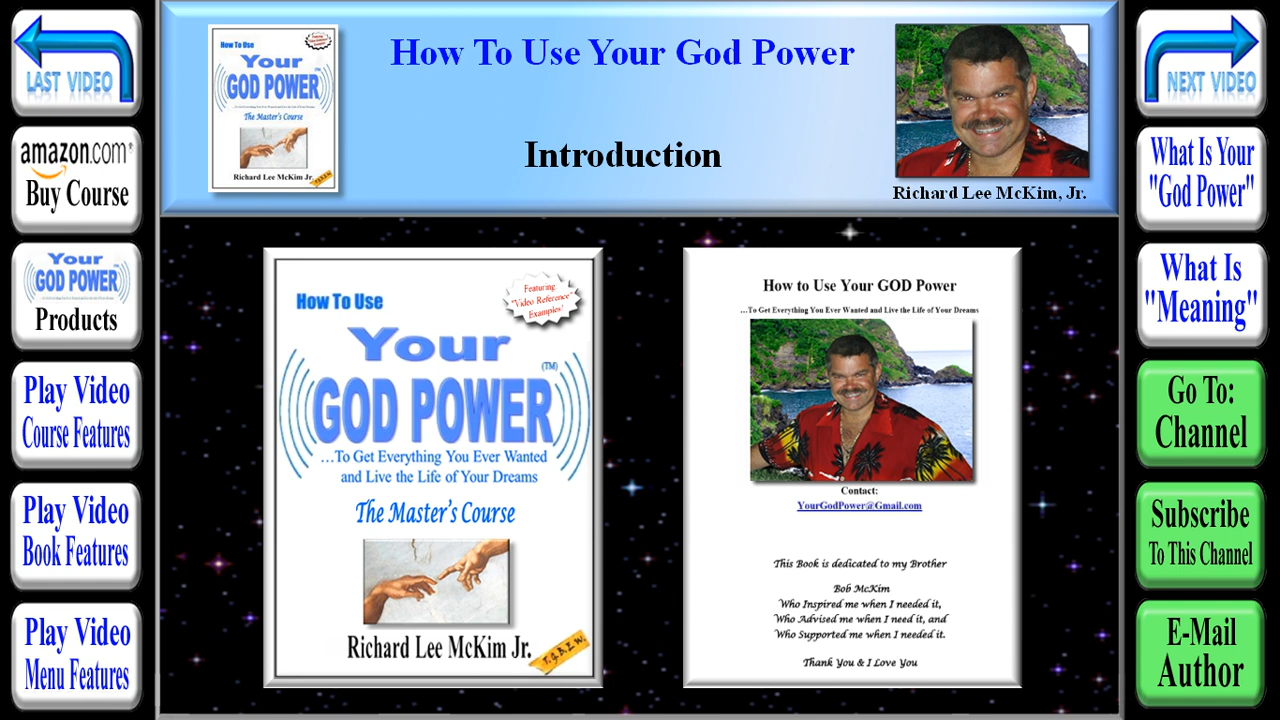 LAST VIDEO
amazon.com
Buy Course
Your
GOD POWER
Products
Play Video
Course Features
Play Video
Book Features
Play Video
Menu Features
How To Use
Your
GOD POWER
The Master's Course
Richard Lee McKim Jr.
How To Use Your God Power
Introduction
Richard Lee McKim, Jr.
How To Use
Featuring
"Video Reference"
Examples!
Your
(TM)
GOD POWER
...To Get Everything You Ever Wanted
and Live the Life of Your Dreams
The Master's Course
Richard Lee McKim Jr.
How to Use Your GOD Power
...To Get Everything You Ever Wanted and Live the Life of Your Dreams
Contact:
YourGodPower@Gmail.com
This Book is dedicated to my Brother
Bob McKim
Who Inspired me when I needed it,
Who Advised me when I need it, and
Who Supported me when I needed it.
Thank You & I Love You
NEXT VIDEO
What Is Your
"God Power"
What Is
"Meaning"
Go To:
Channel
Subscribe
To This Channel
E-Mail
Author